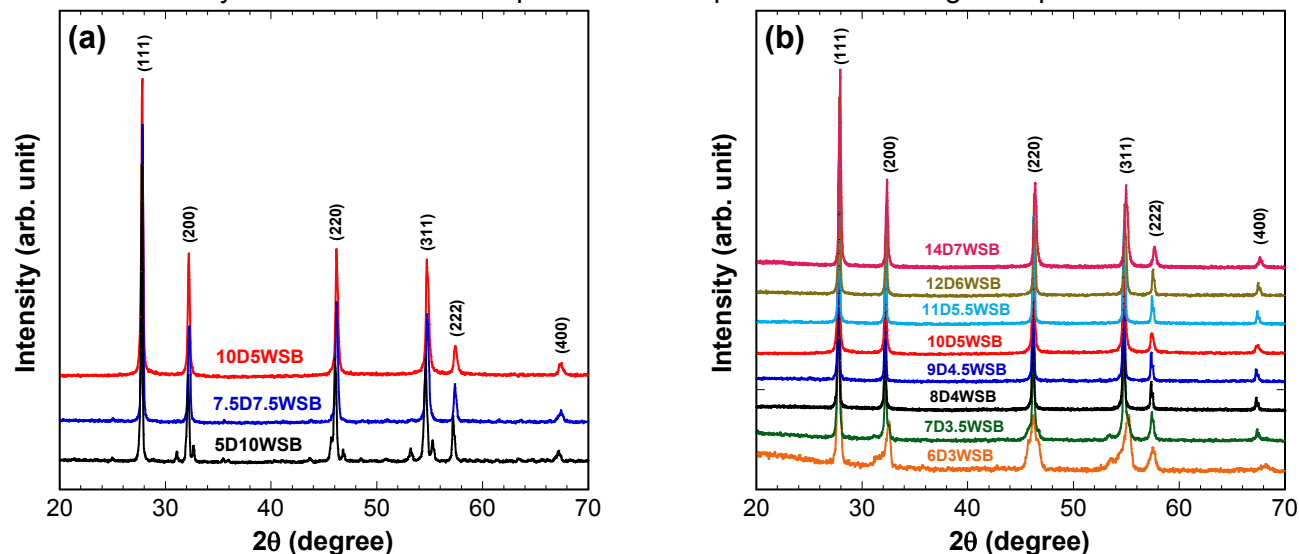 (a)
(111)
(200)
(220)
(311)
(222)
(400)
10D5WSB
7.5D7.5WSB
5D10WSB
Intensity (arb. unit)
20 30 40 50 60 70
2θ (degree)
(b)
(111)
(200)
(220)
(311)
(222)
(400)
14D7WSB
12D6WSB
11D5.5WSB
10D5WSB
9D4.5WSB
8D4WSB
7D3.5WSB
6D3WSB
Intensity (arb. unit)
20 30 40 50 60 70
2θ (degree)